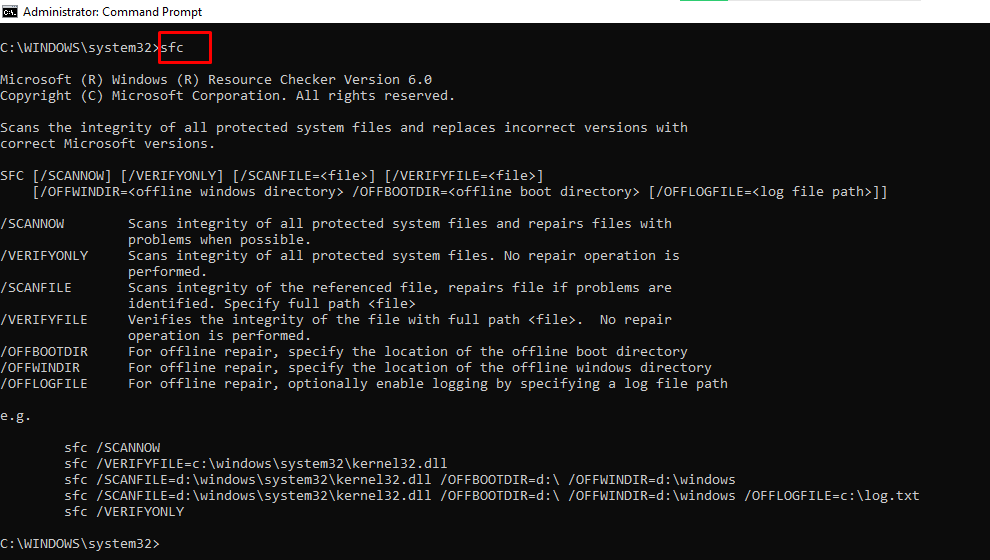 Administrator: Command Prompt
C:\WINDOWS\system32>sfc
Microsoft (R) Windows (R) Resource Checker Version 6.0
Copyright (C) Microsoft Corporation. All rights reserved.
Scans the integrity of all protected system files and replaces incorrect versions with
correct Microsoft versions.
SFC [/SCANNOW] [/VERIFYONLY] [/SCANFILE=<file>] [/VERIFYFILE=<file>]
[/OFFWINDIR=<offline windows directory> /OFFBOOTDIR=<offline boot directory> [/OFFLOGFILE=<log file path>]]
/SCANNOW Scans integrity of all protected system files and repairs files with
problems when possible.
/VERIFYONLY Scans integrity of all protected system files. No repair operation is
performed.
/SCANFILE Scans integrity of the referenced file, repairs file if problems are
identified. Specify full path <file>
/VERIFYFILE Verifies the integrity of the file with full path <file>.  No repair
operation is performed.
/OFFBOOTDIR For offline repair, specify the location of the offline boot directory
/OFFWINDIR For offline repair, specify the location of the offline windows directory
/OFFLOGFILE For offline repair, optionally enable logging by specifying a log file path
e.g.
sfc /SCANNOW
sfc /VERIFYFILE=c:\windows\system32\kernel32.dll
sfc /SCANFILE=d:\windows\system32\kernel32.dll /OFFBOOTDIR=d:\ /OFFWINDIR=d:\windows
sfc /SCANFILE=d:\windows\system32\kernel32.dll /OFFBOOTDIR=d:\ /OFFWINDIR=d:\windows /OFFLOGFILE=c:\log.txt
sfc /VERIFYONLY
C:\WINDOWS\system32>